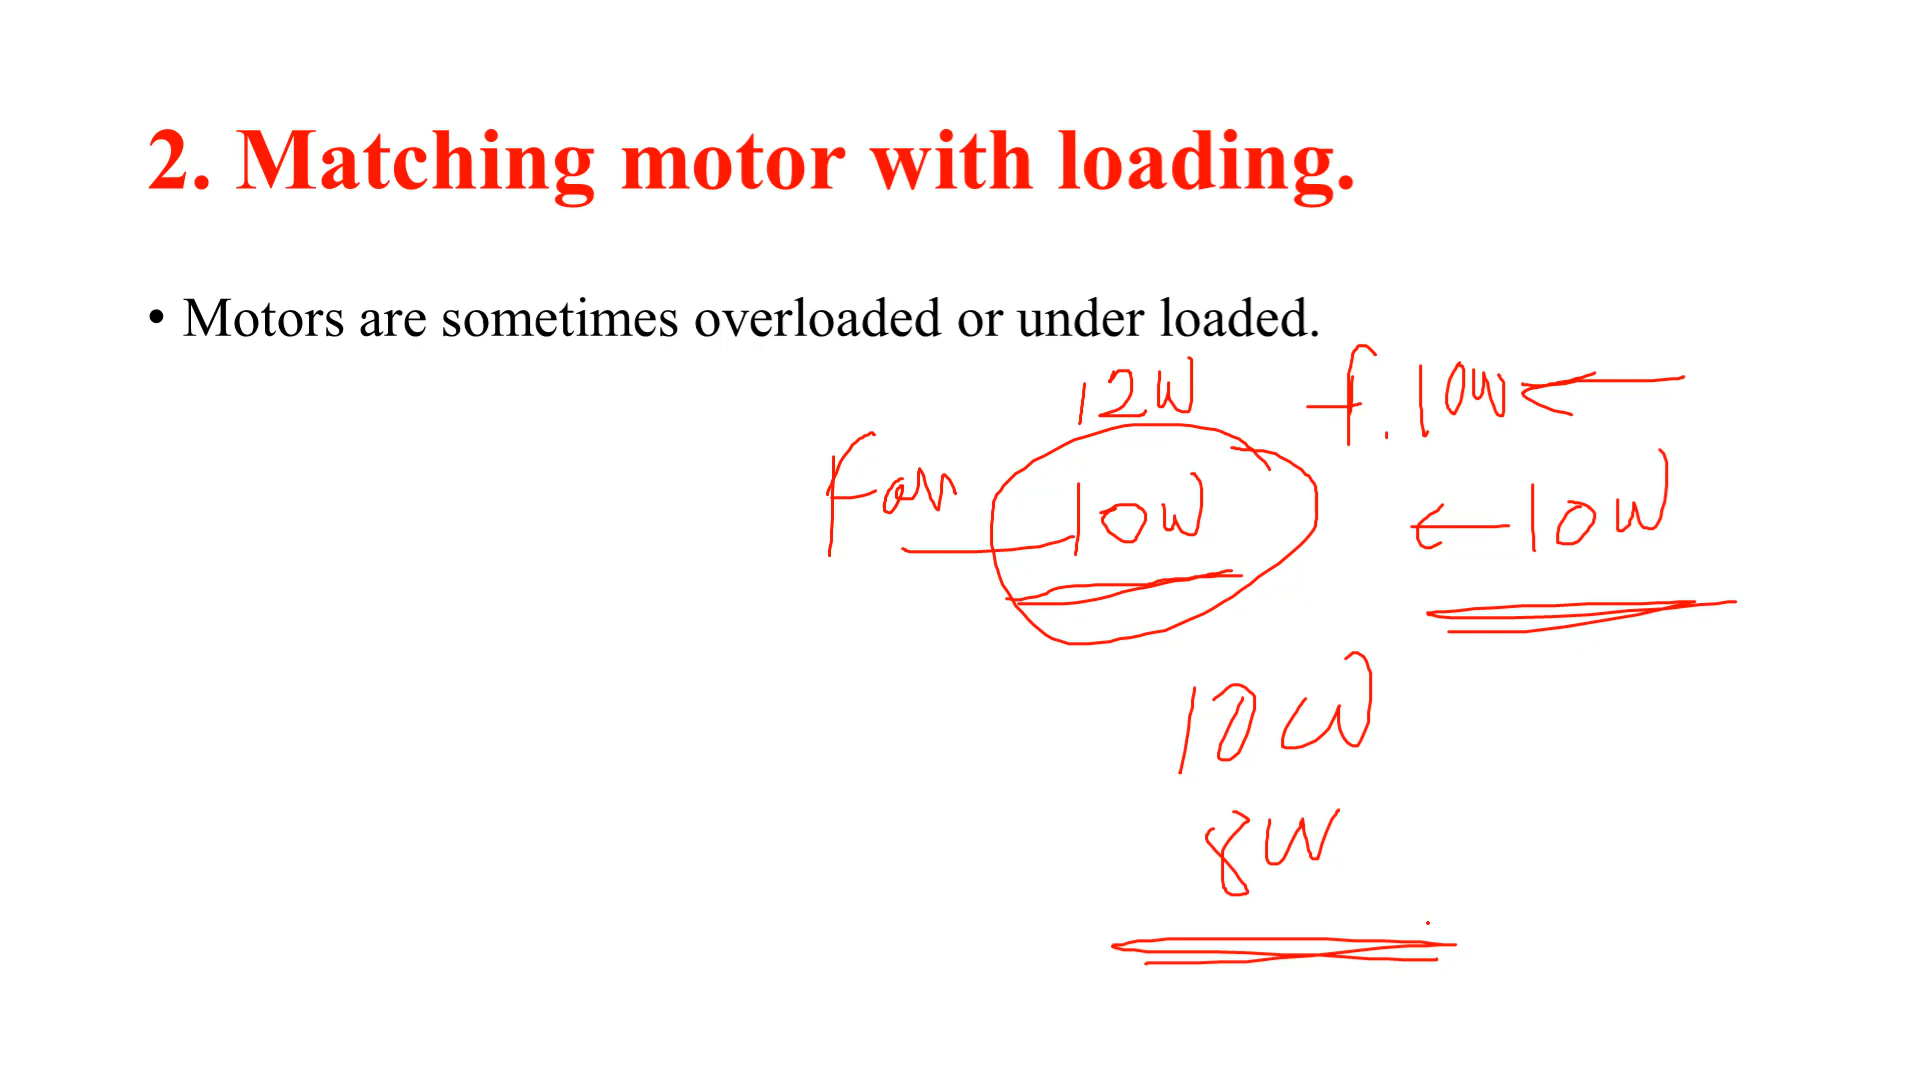 2. Matching motor with loading.
• Motors are sometimes overloaded or under loaded.
12W f. 10W
Fan 10W 10W
10W
8W